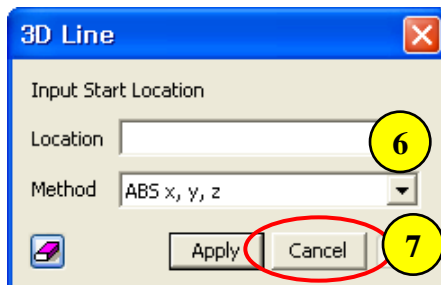 3D Line
Input Start Location
Location
6
Method ABS x, y, z
Apply Cancel 7